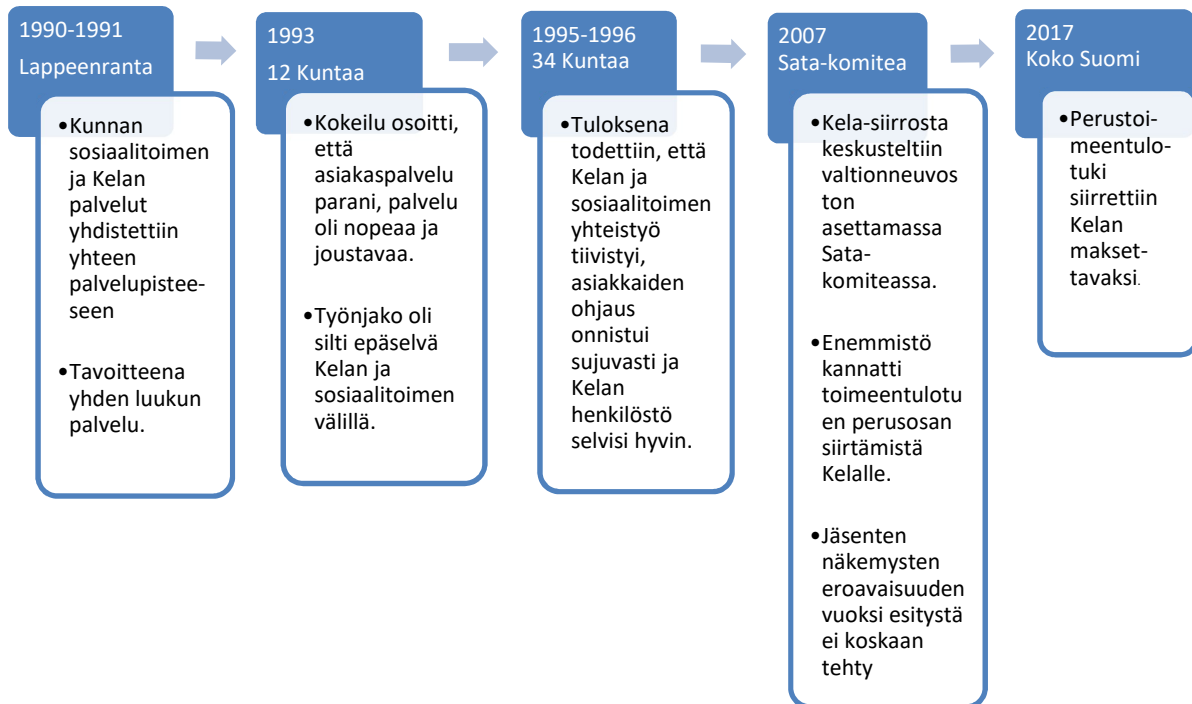 1990-1991
Lappeenranta
•Kunnan
sosiaalitoimen
ja Kelan
palvelut
yhdistettiin
yhteen
palvelupistee-
seen
•Tavoitteena
yhden luukun
palvelu.
1993
12 Kuntaa
•Kokeilu osoitti,
että
asiakaspalvelu
parani, palvelu
oli nopeaa ja
joustavaa.
•Työnjako oli
silti epäselvä
Kelan ja
sosiaalitoimen
välillä.
1995-1996
34 Kuntaa
•Tuloksena
todettiin, että
Kelan ja
sosiaalitoimen
yhteistyö
tiivistyi,
asiakkaiden
ohjaus
onnistui
sujuvasti ja
Kelan
henkilöstö
selvisi hyvin.
2007
Sata-komitea
•Kela-siirrosta
keskusteltiin
valtionneuvos
ton
asettamassa
Sata-
komiteassa.
•Enemmistö
kannatti
toimeentulotu
en perusosan
siirtämistä
Kelalle.
•Jäsenten
näkemysten
eroavaisuuden
vuoksi esitystä
ei koskaan
tehty
2017
Koko Suomi
•Perustoi-
meentulo-
tuki
siirrettiin
Kelan
makset-
tavaksi.